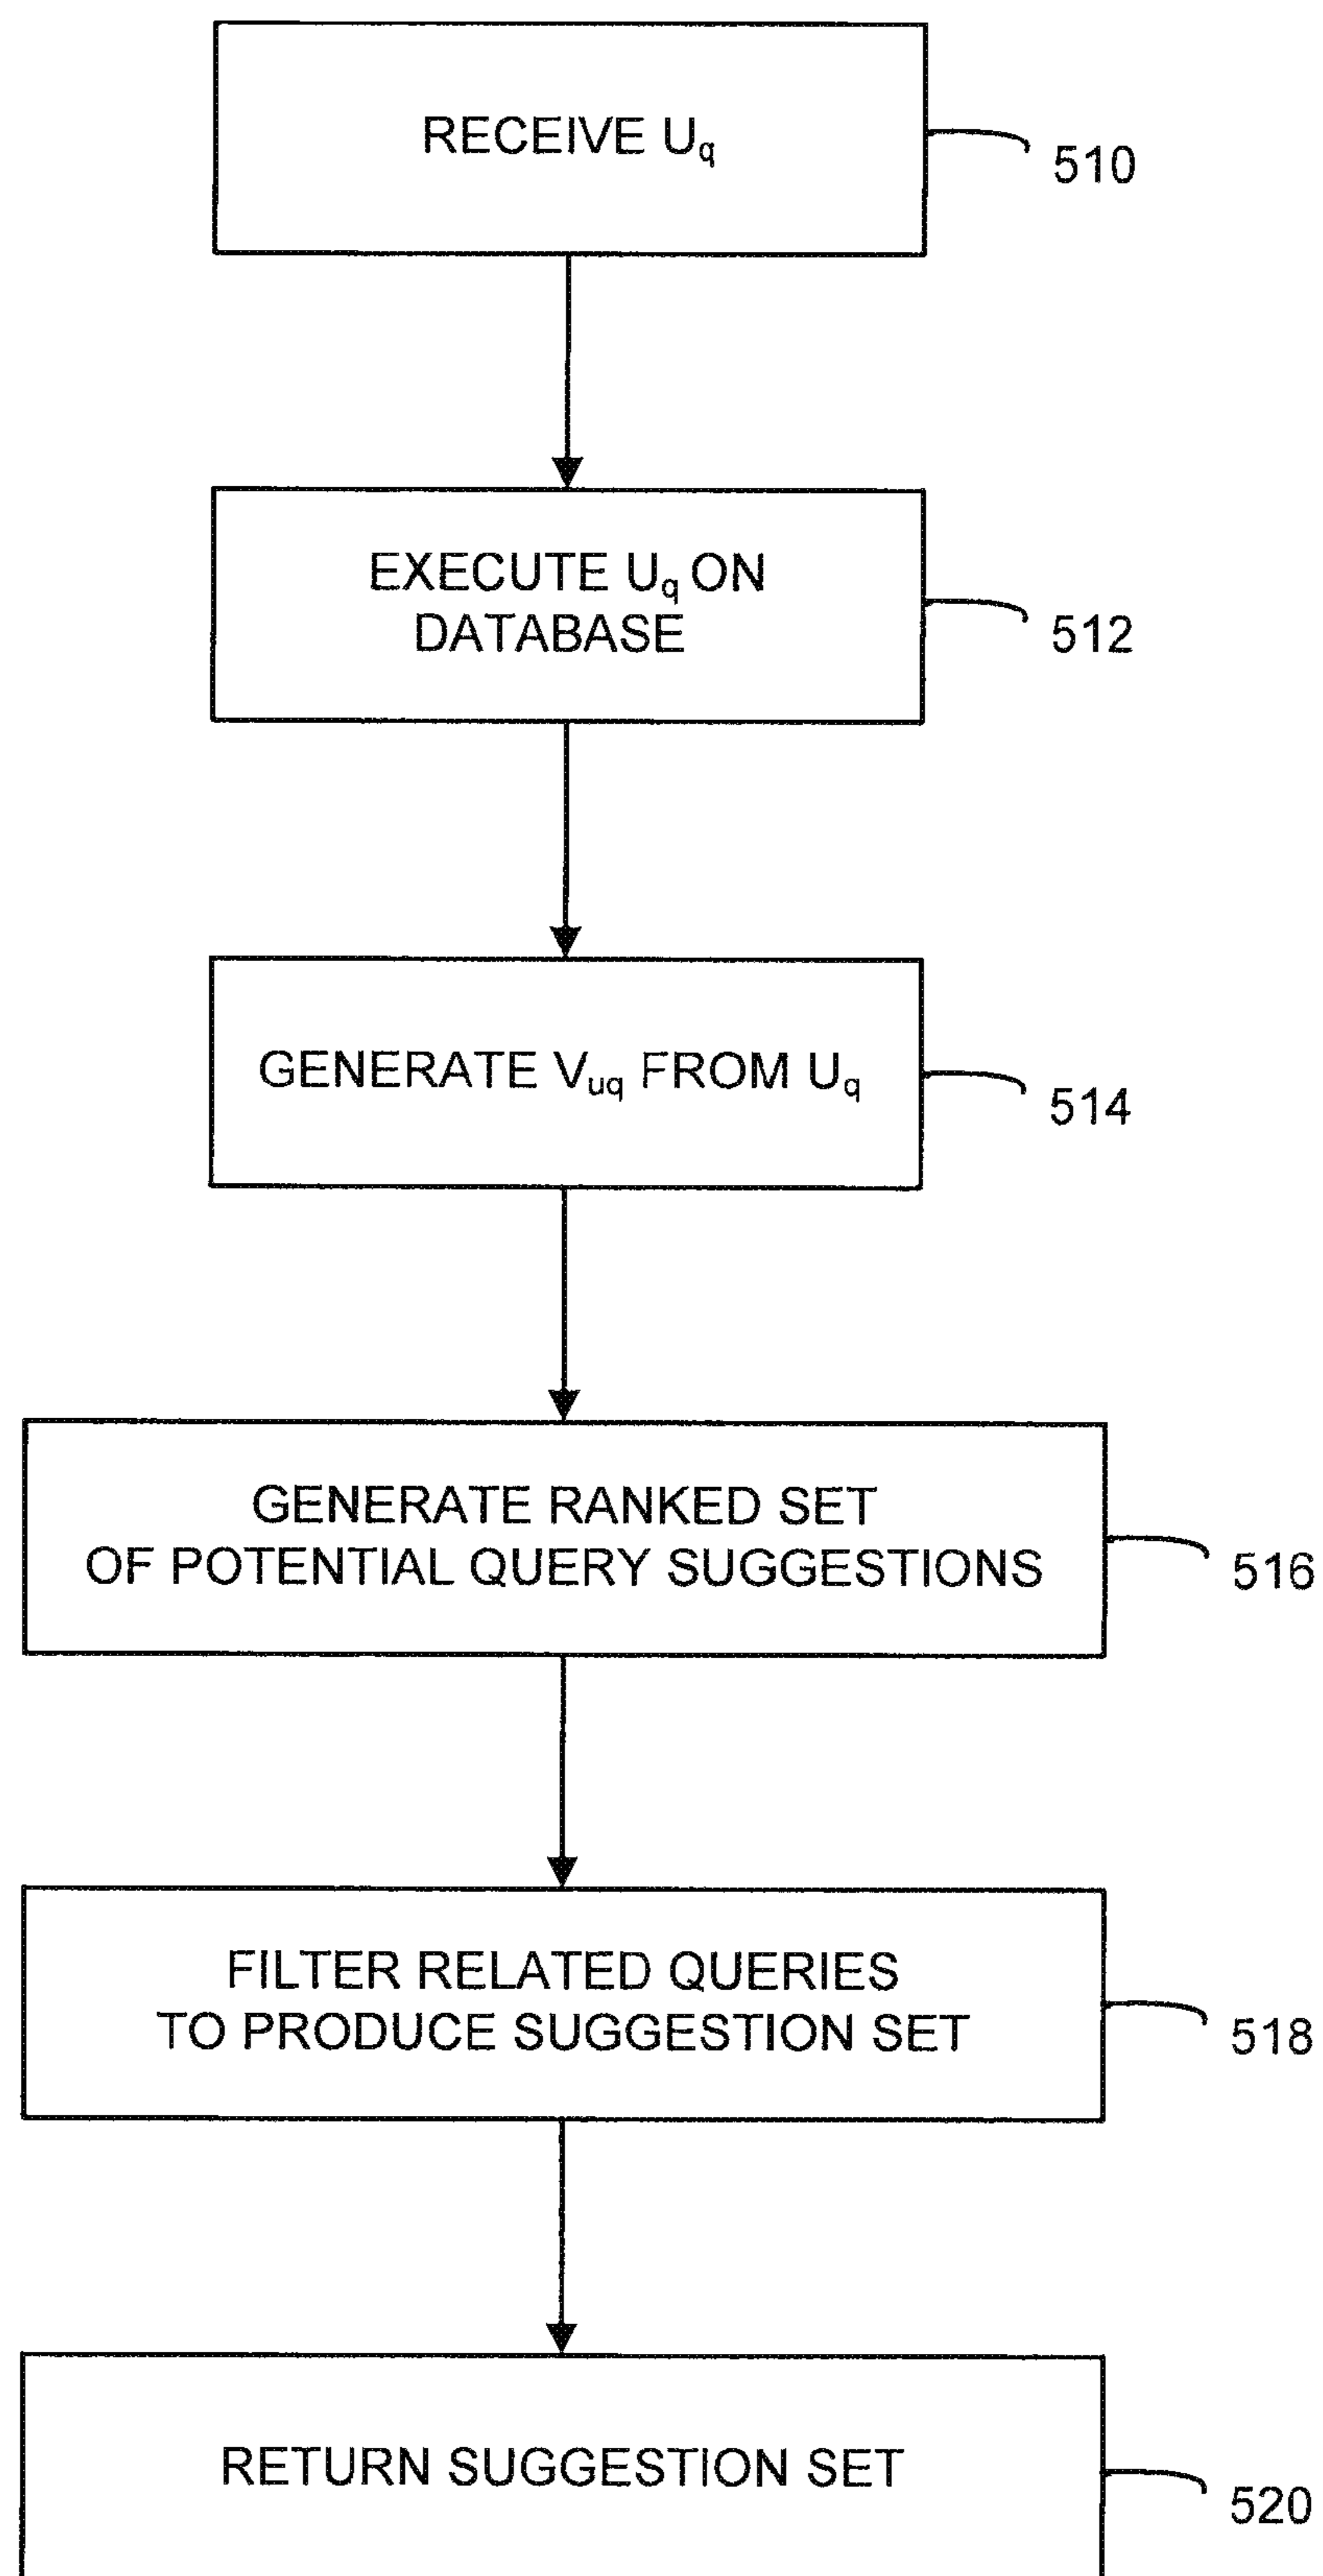 RECEIVE Uq
510
EXECUTE Uq ON
DATABASE
512
GENERATE Vuq FROM Uq
514
GENERATE RANKED SET
OF POTENTIAL QUERY SUGGESTIONS
516
FILTER RELATED QUERIES
TO PRODUCE SUGGESTION SET
518
RETURN SUGGESTION SET
520